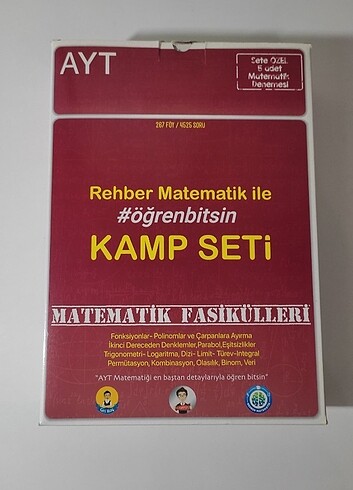 AYT
Sete ÖZEL
5 adet
Matematik
Denemesi
267 FÖY / 4525 SORU
Rehber Matematik ile
#öğrenbitsin
KAMP SETi
MATEMATİK FASİKÜLLERİ
Fonksiyonlar- Polinomlar ve Çarpanlara Ayırma
İkinci Dereceden Denklemler,Parabol,Eşitsizlikler
Trigonometri- Logaritma, Dizi- Limit- Türev-İntegral
Permütasyon, Kombinasyon, Olasılık, Binom, Veri
"AYT Matematiği en baştan detaylarıyla öğren bitsin"